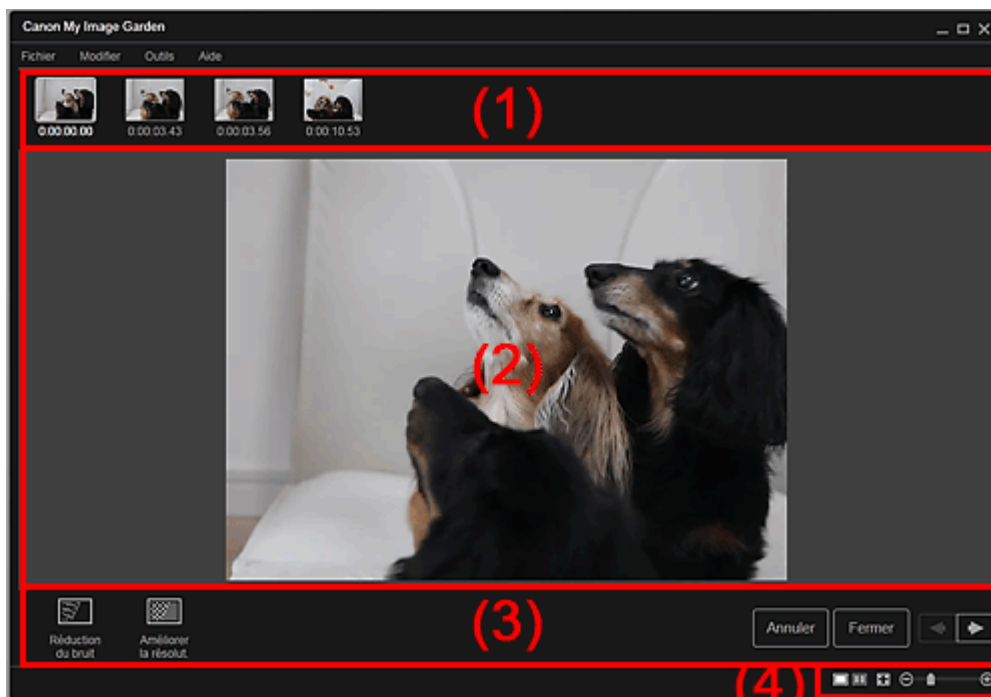 Canon My Image Garden
Fichier Modifier Outils Aide
0:00:00.00 0:00:03.43 0:00:03.56 0:00:10.53
(1)
(2)
Réduction du bruit
Améliorer la résolut.
(3)
Annuler Fermer
(4)